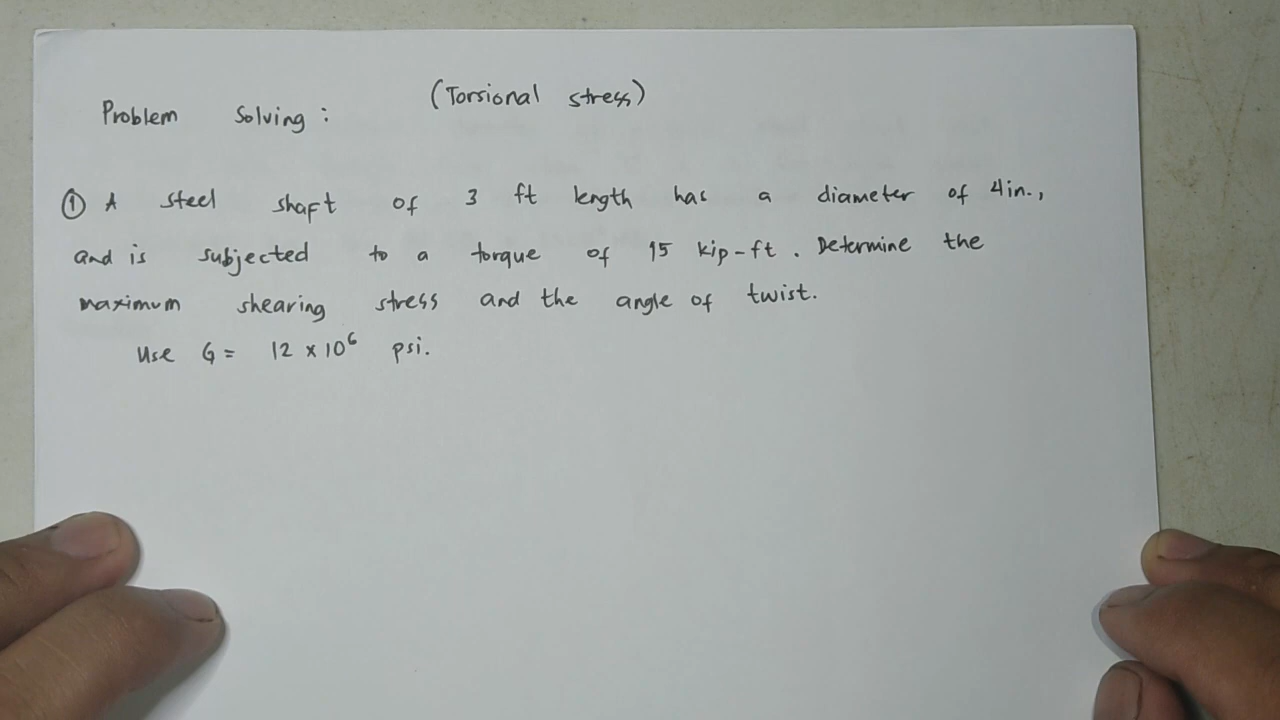 (Torsional stress)
Problem Solving:
① A steel shaft of 3 ft length has a diameter of 4in.,
and is subjected to a torque of 15 kip-ft. Determine the
maximum shearing stress and the angle of twist.
Use G = 12 x 10⁶ psi.